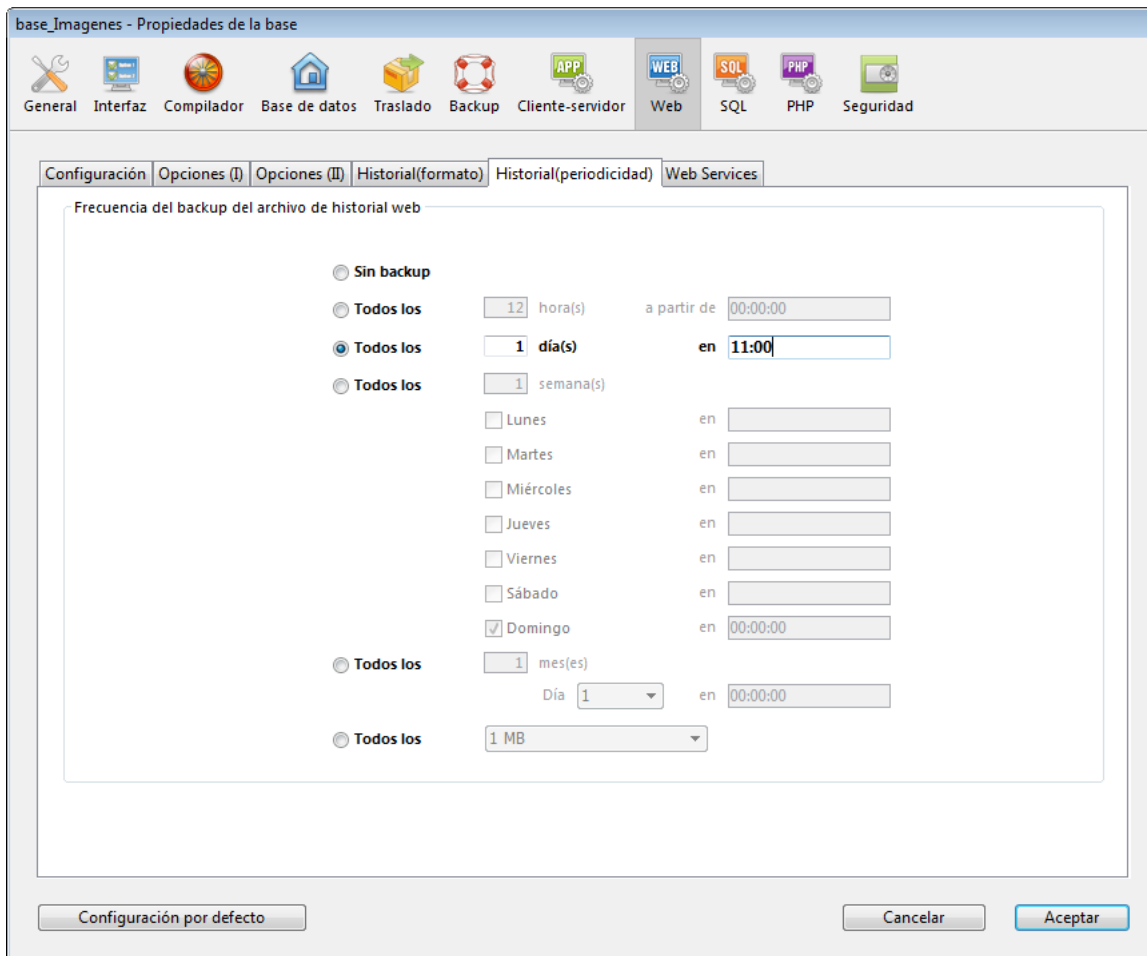 base_Imagenes - Propiedades de la base
APP WEB SQL PHP
General Interfaz Compilador Base de datos Traslado Backup Cliente-servidor Web SQL PHP Seguridad
Configuración Opciones (I) Opciones (II) Historial(formato) Historial(periodicidad) Web Services
Frecuencia del backup del archivo de historial web
Sin backup
Todos los 12 hora(s) a partir de 00:00:00
Todos los 1 día(s) en 11:00
Todos los 1 semana(s)
Lunes en
Martes en
Miércoles en
Jueves en
Viernes en
Sábado en
Domingo en 00:00:00
Todos los 1 mes(es)
Día 1 en 00:00:00
Todos los 1 MB
Configuración por defecto Cancelar Aceptar